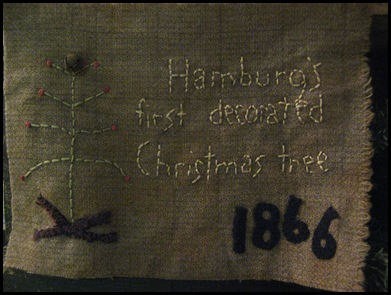 Hamburg's
first decorated
Christmas tree
1866